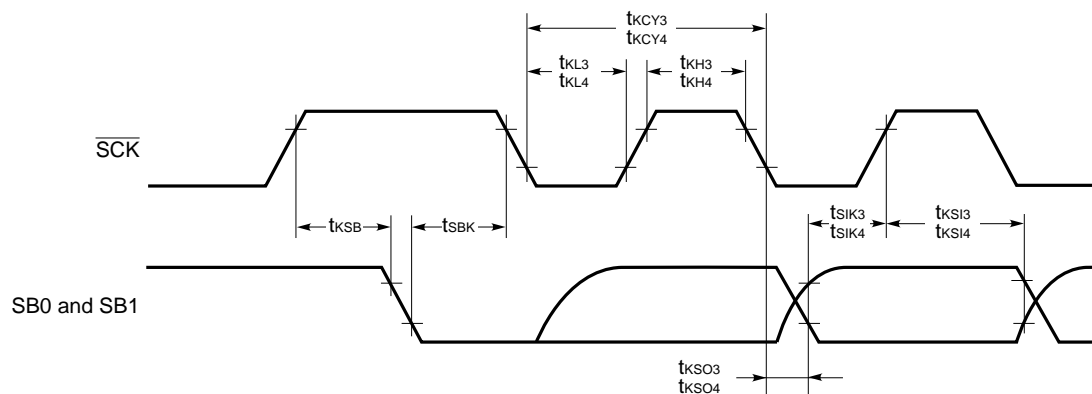 tKCY3
tKCY4
tKL3
tKL4
tKH3
tKH4
SCK
tKSB
tSBK
tSIK3
tSIK4
tKSI3
tKSI4
SB0 and SB1
tKSO3
tKSO4